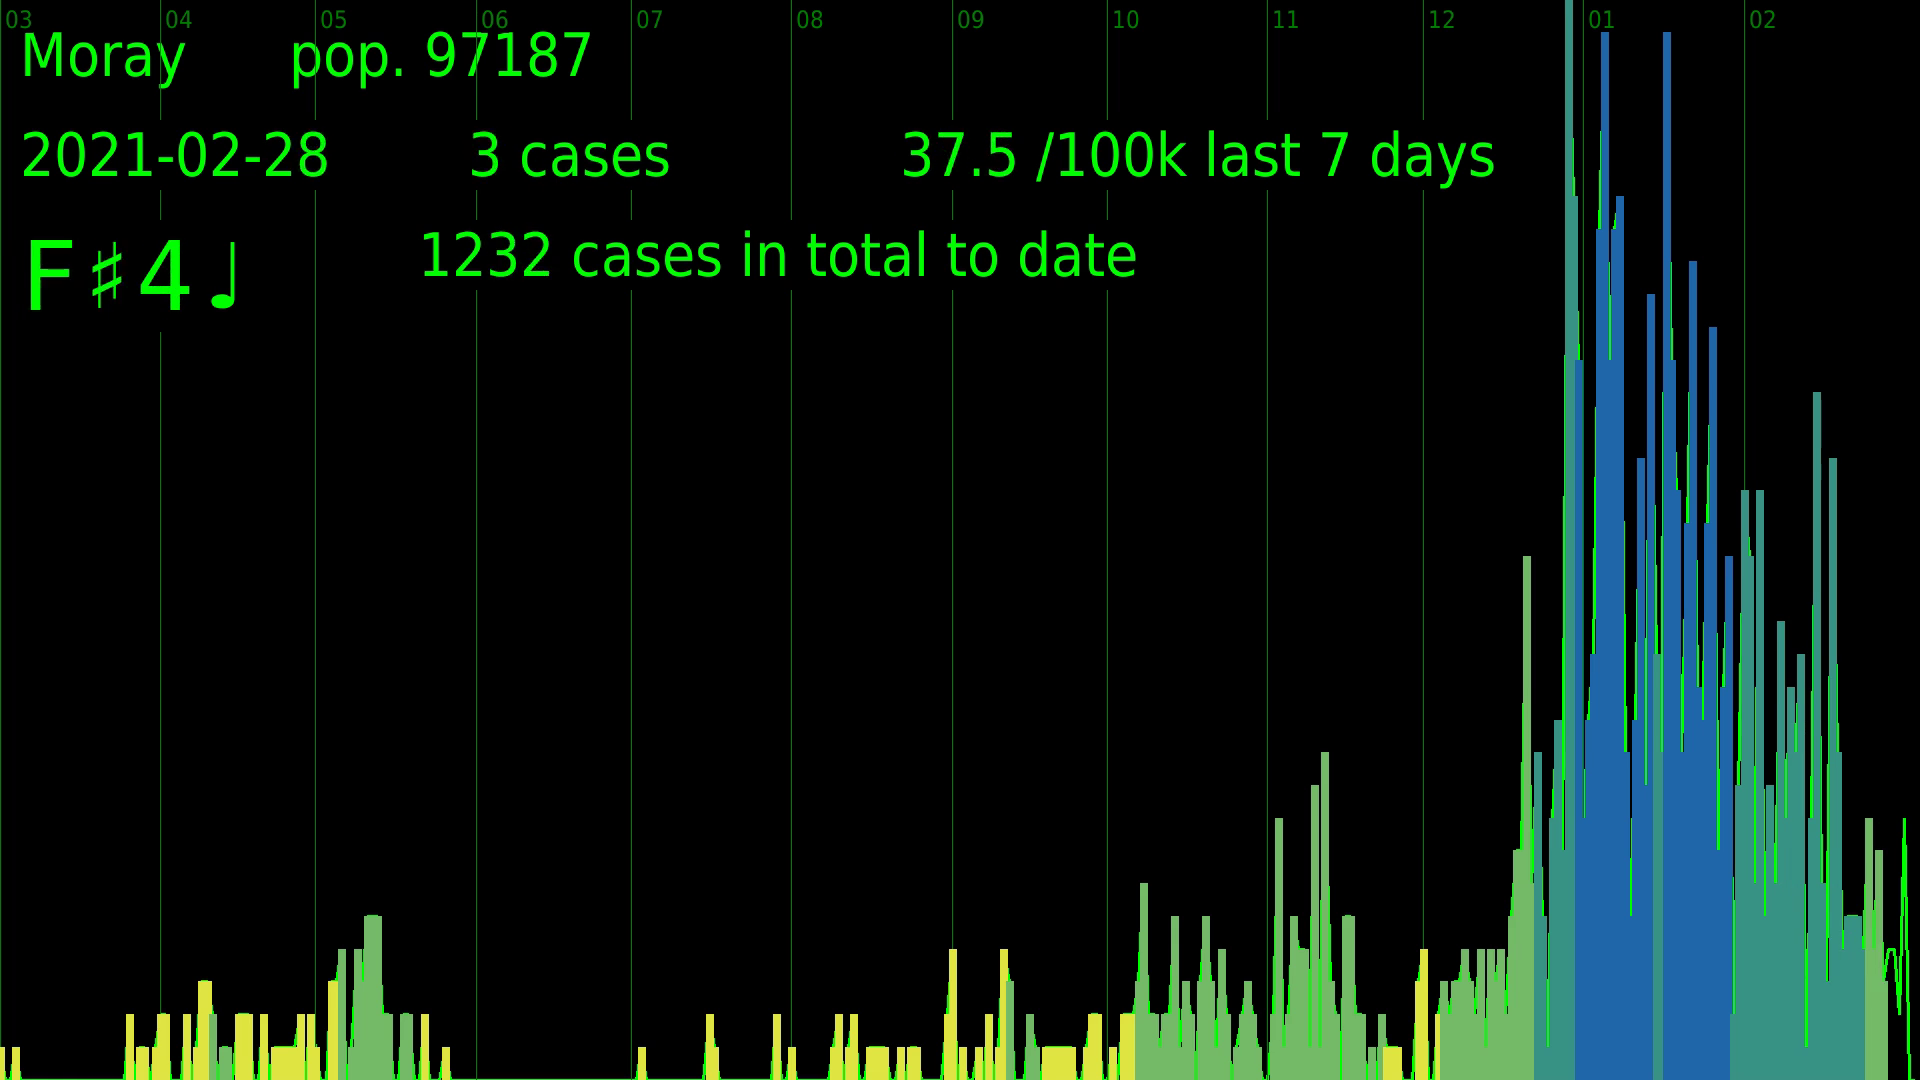 03 04 05 06 07 08 09 10 11 12 01 02
Moray pop. 97187
2021-02-28 3 cases 37.5 /100k last 7 days
F♯4♩ 1232 cases in total to date